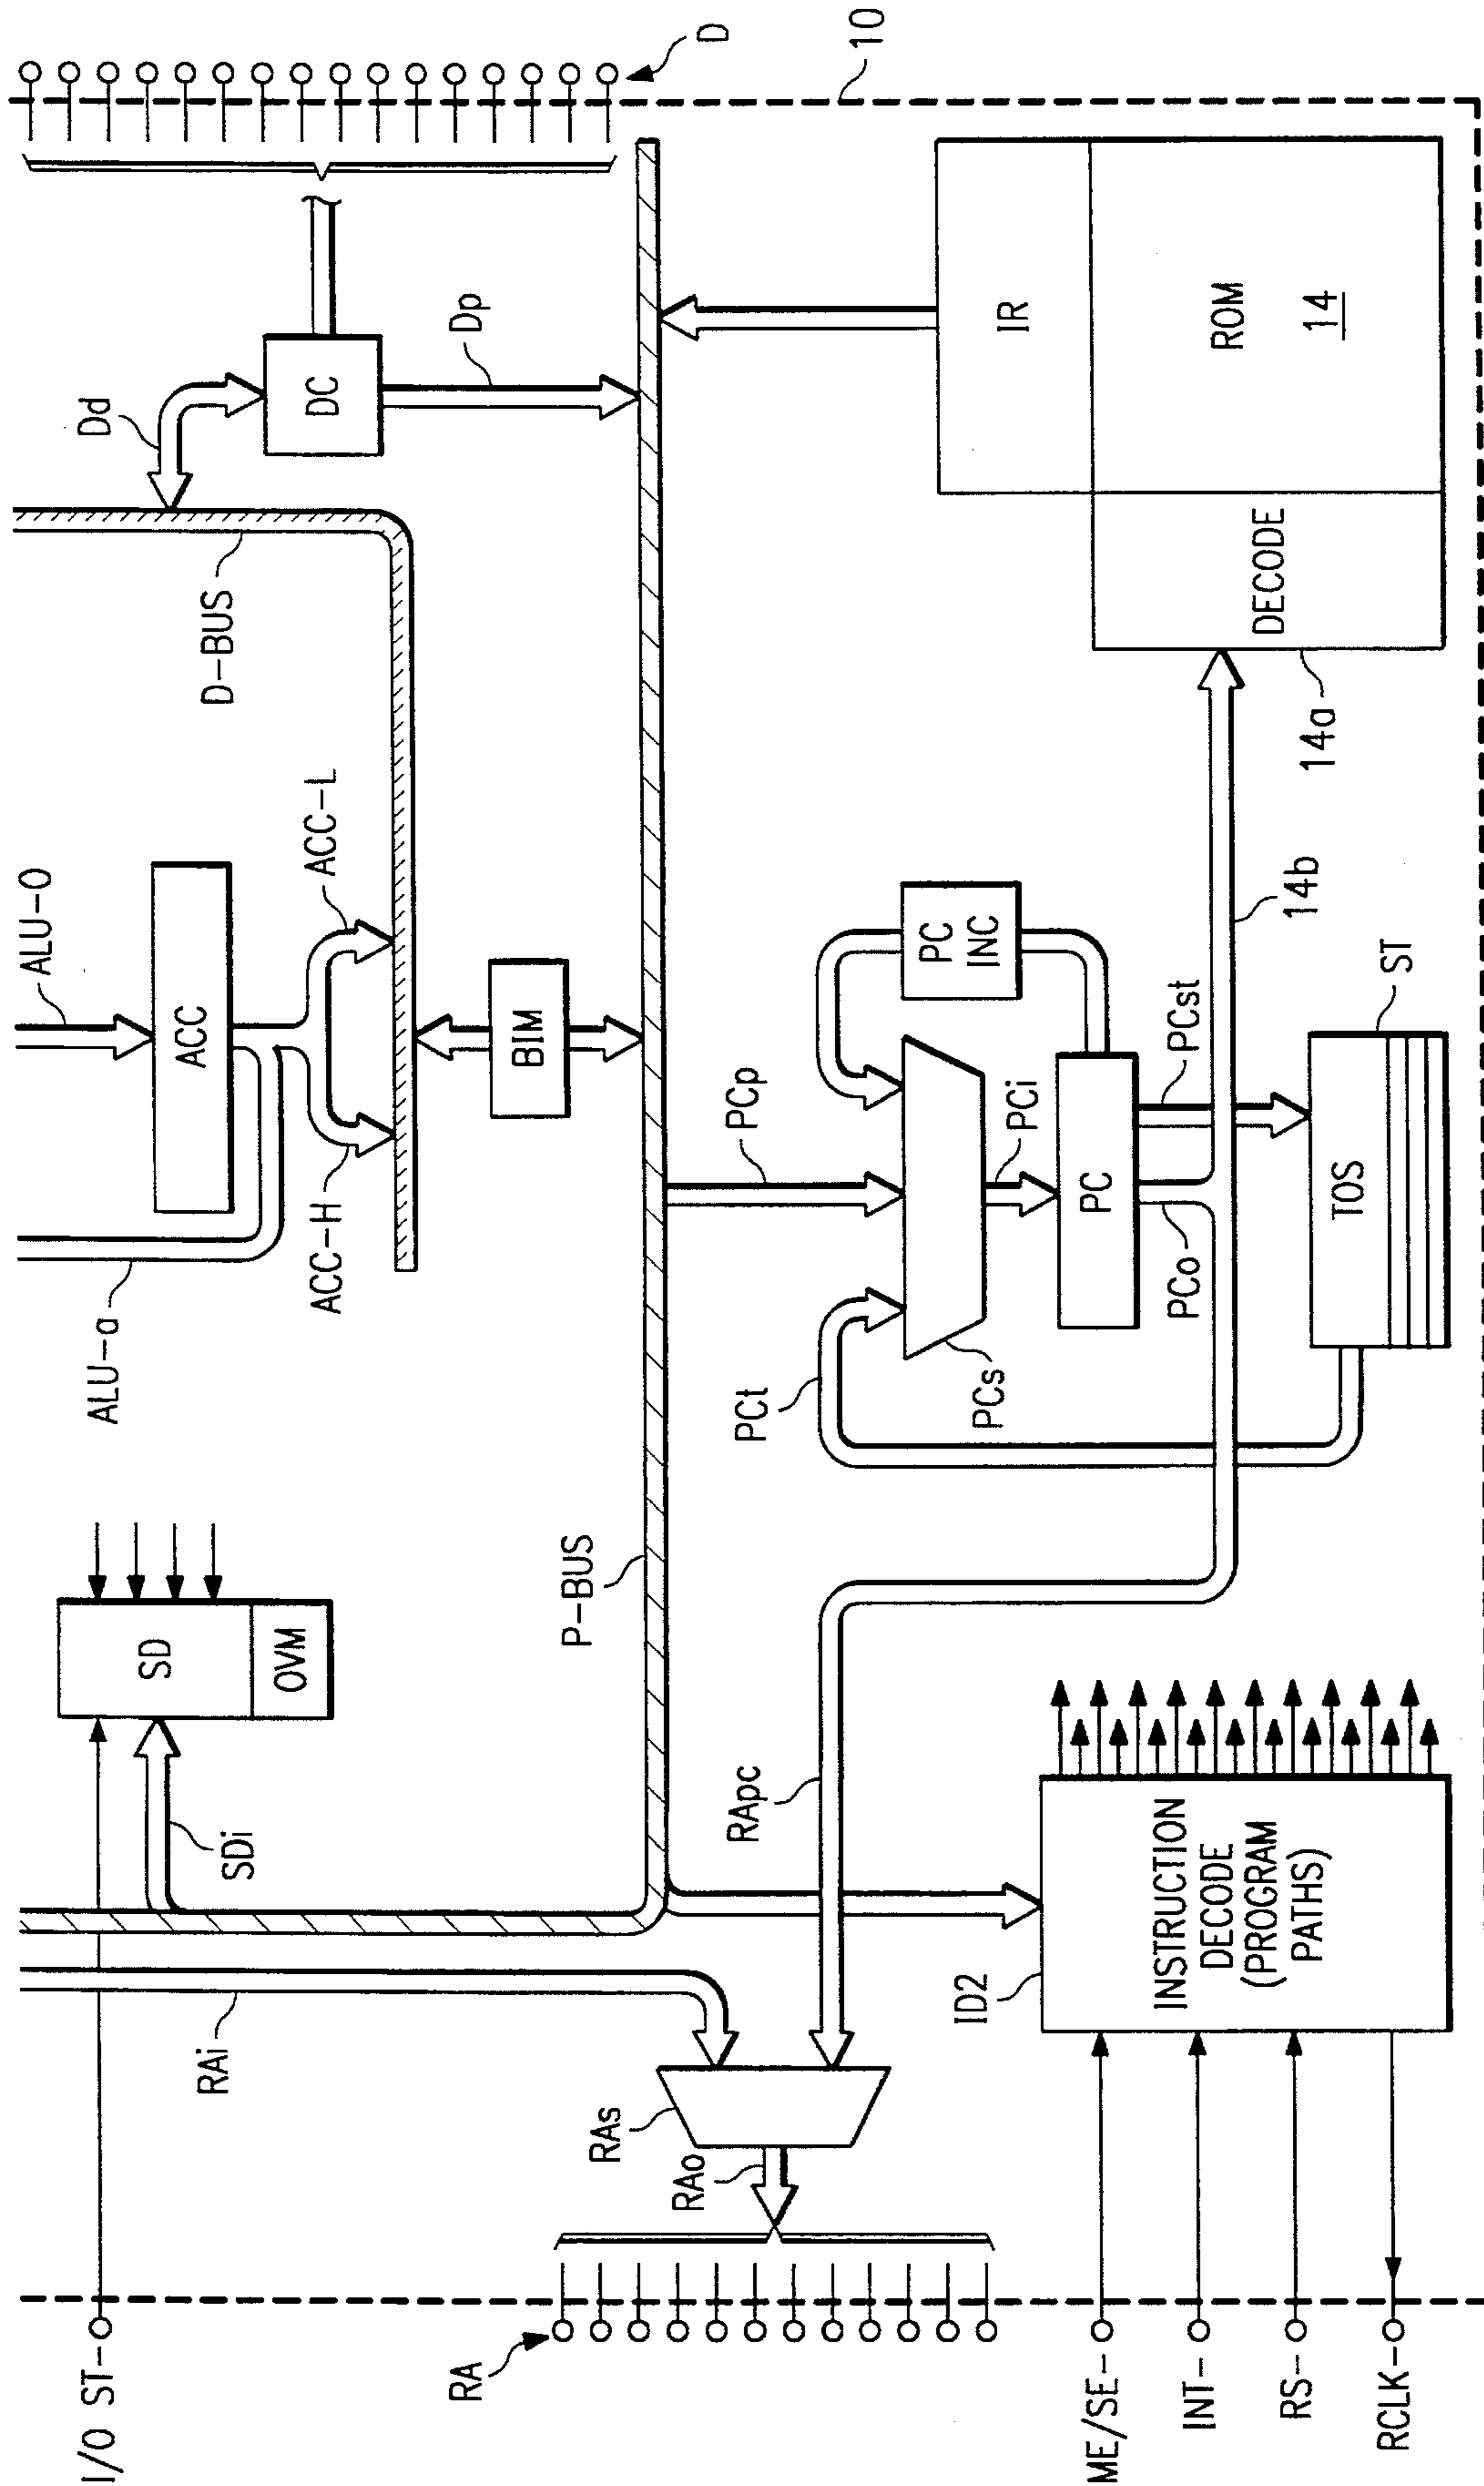 I/O ST-
RAi
SDi
SD
OVM
ALU-a
ALU-O
ACC
ACC-H
ACC-L
D-BUS
Dd
DC
Dp
D
10
BIM
P-BUS
RA
RAo
RAs
RApc
PCt
PCp
PCs
PCi
PC
INC
PC
PCo
PCst
14b
TOS
ST
IR
ROM
14
DECODE
14a
ID2
INSTRUCTION
DECODE
(PROGRAM
PATHS)
ME/SE-
INT-
RS-
RCLK-